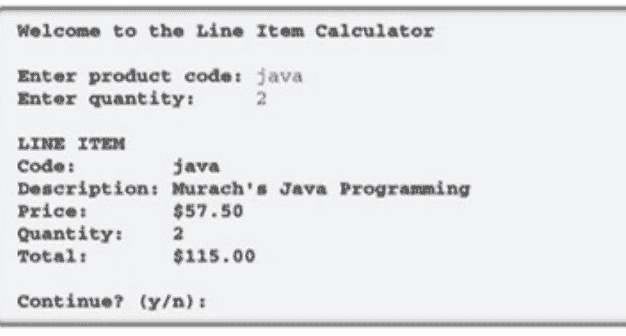 Welcome to the Line Item Calculator
Enter product code: java
Enter quantity: 2
LINE ITEM
Code: java
Description: Murach's Java Programming
Price: $57.50
Quantity: 2
Total: $115.00
Continue? (y/n):